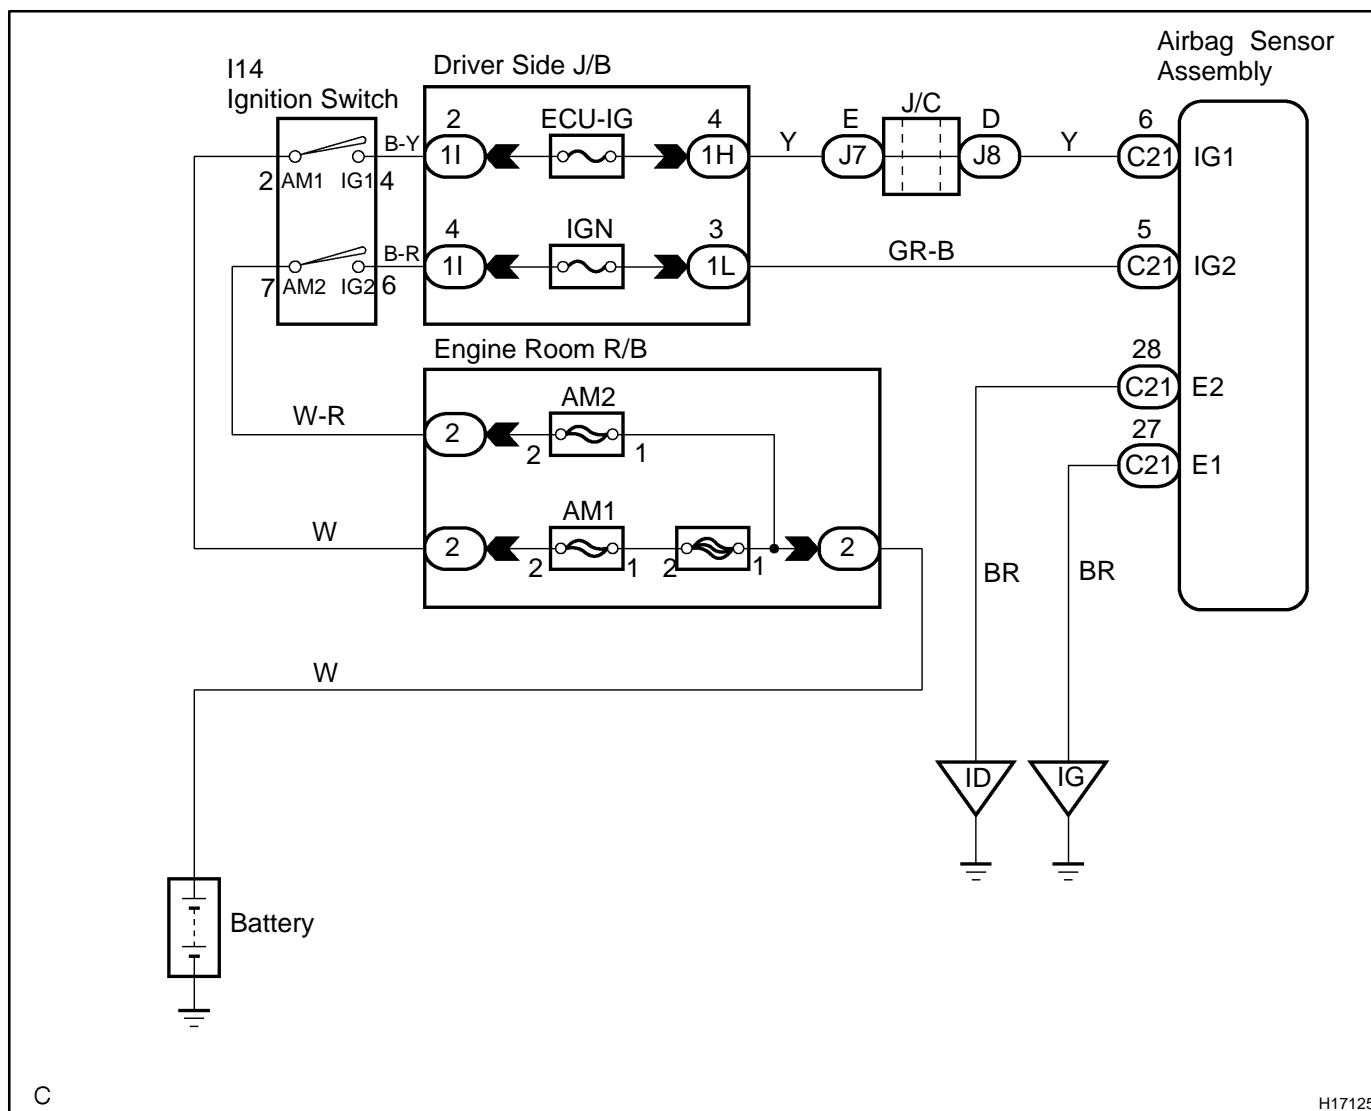 Airbag Sensor
Assembly
I14
Ignition Switch
Driver Side J/B
2
ECU-IG
4
E
J/C
D
6
B-Y
1I
1H
Y
J7
J8
Y
C21
IG1
2
AM1
IG1
4
4
IGN
3
5
B-R
1I
1L
GR-B
C21
IG2
7
AM2
IG2
6
Engine Room R/B
28
C21
E2
AM2
W-R
2
2
1
27
C21
E1
AM1
W
2
2
1
2
1
2
BR
BR
W
ID
IG
Battery
C
H17125